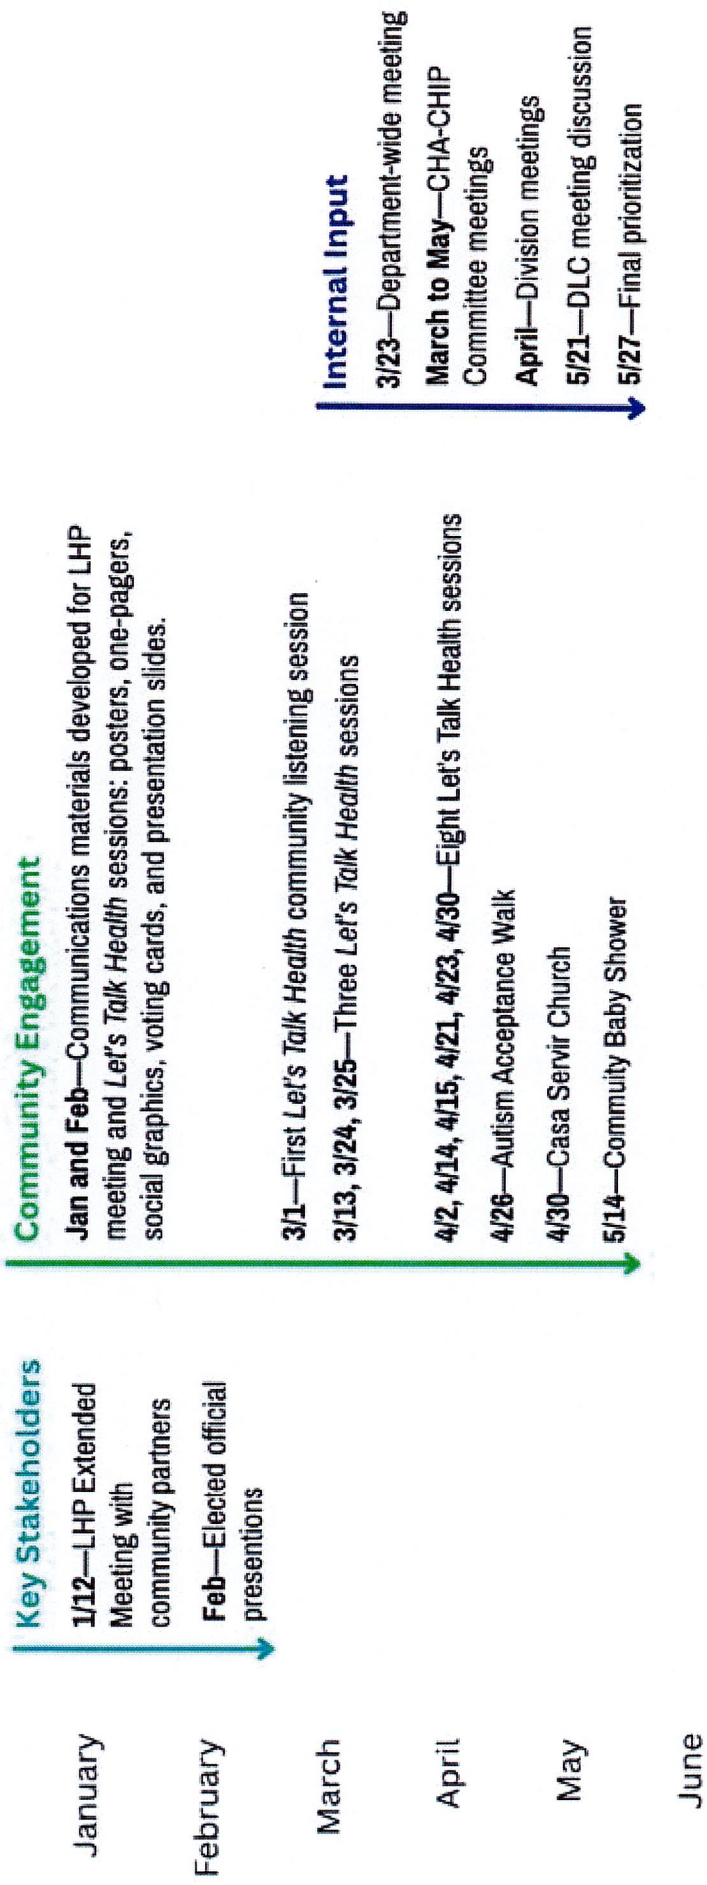 January
February
March
April
May
June
Key Stakeholders
1/12—LHP Extended
Meeting with
community partners
Feb—Elected official
presentions
Community Engagement
Jan and Feb—Communications materials developed for LHP
meeting and Let's Talk Health sessions: posters, one-pagers,
social graphics, voting cards, and presentation slides.
3/1—First Let's Talk Health community listening session
3/13, 3/24, 3/25—Three Let's Talk Health sessions
4/2, 4/14, 4/15, 4/21, 4/23, 4/30—Eight Let's Talk Health sessions
4/26—Autism Acceptance Walk
4/30—Casa Servir Church
5/14—Commuity Baby Shower
Internal Input
3/23—Department-wide meeting
March to May—CHA-CHIP
Committee meetings
April—Division meetings
5/21—DLC meeting discussion
5/27—Final prioritization